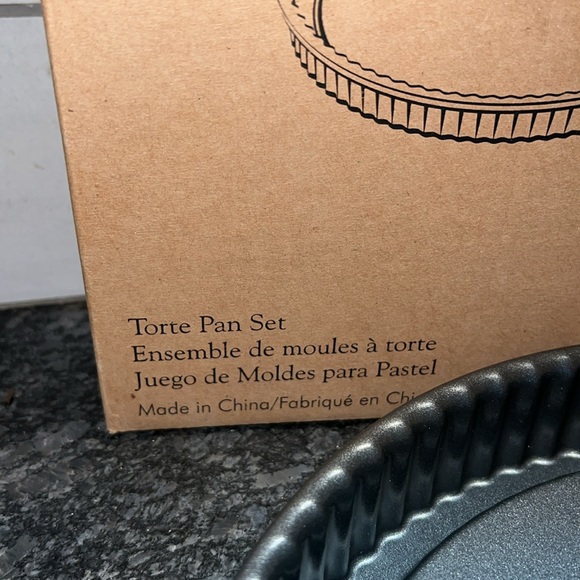 Torte Pan Set
Ensemble de moules à torte
Juego de Moldes para Pastel
Made in China/Fabriqué en